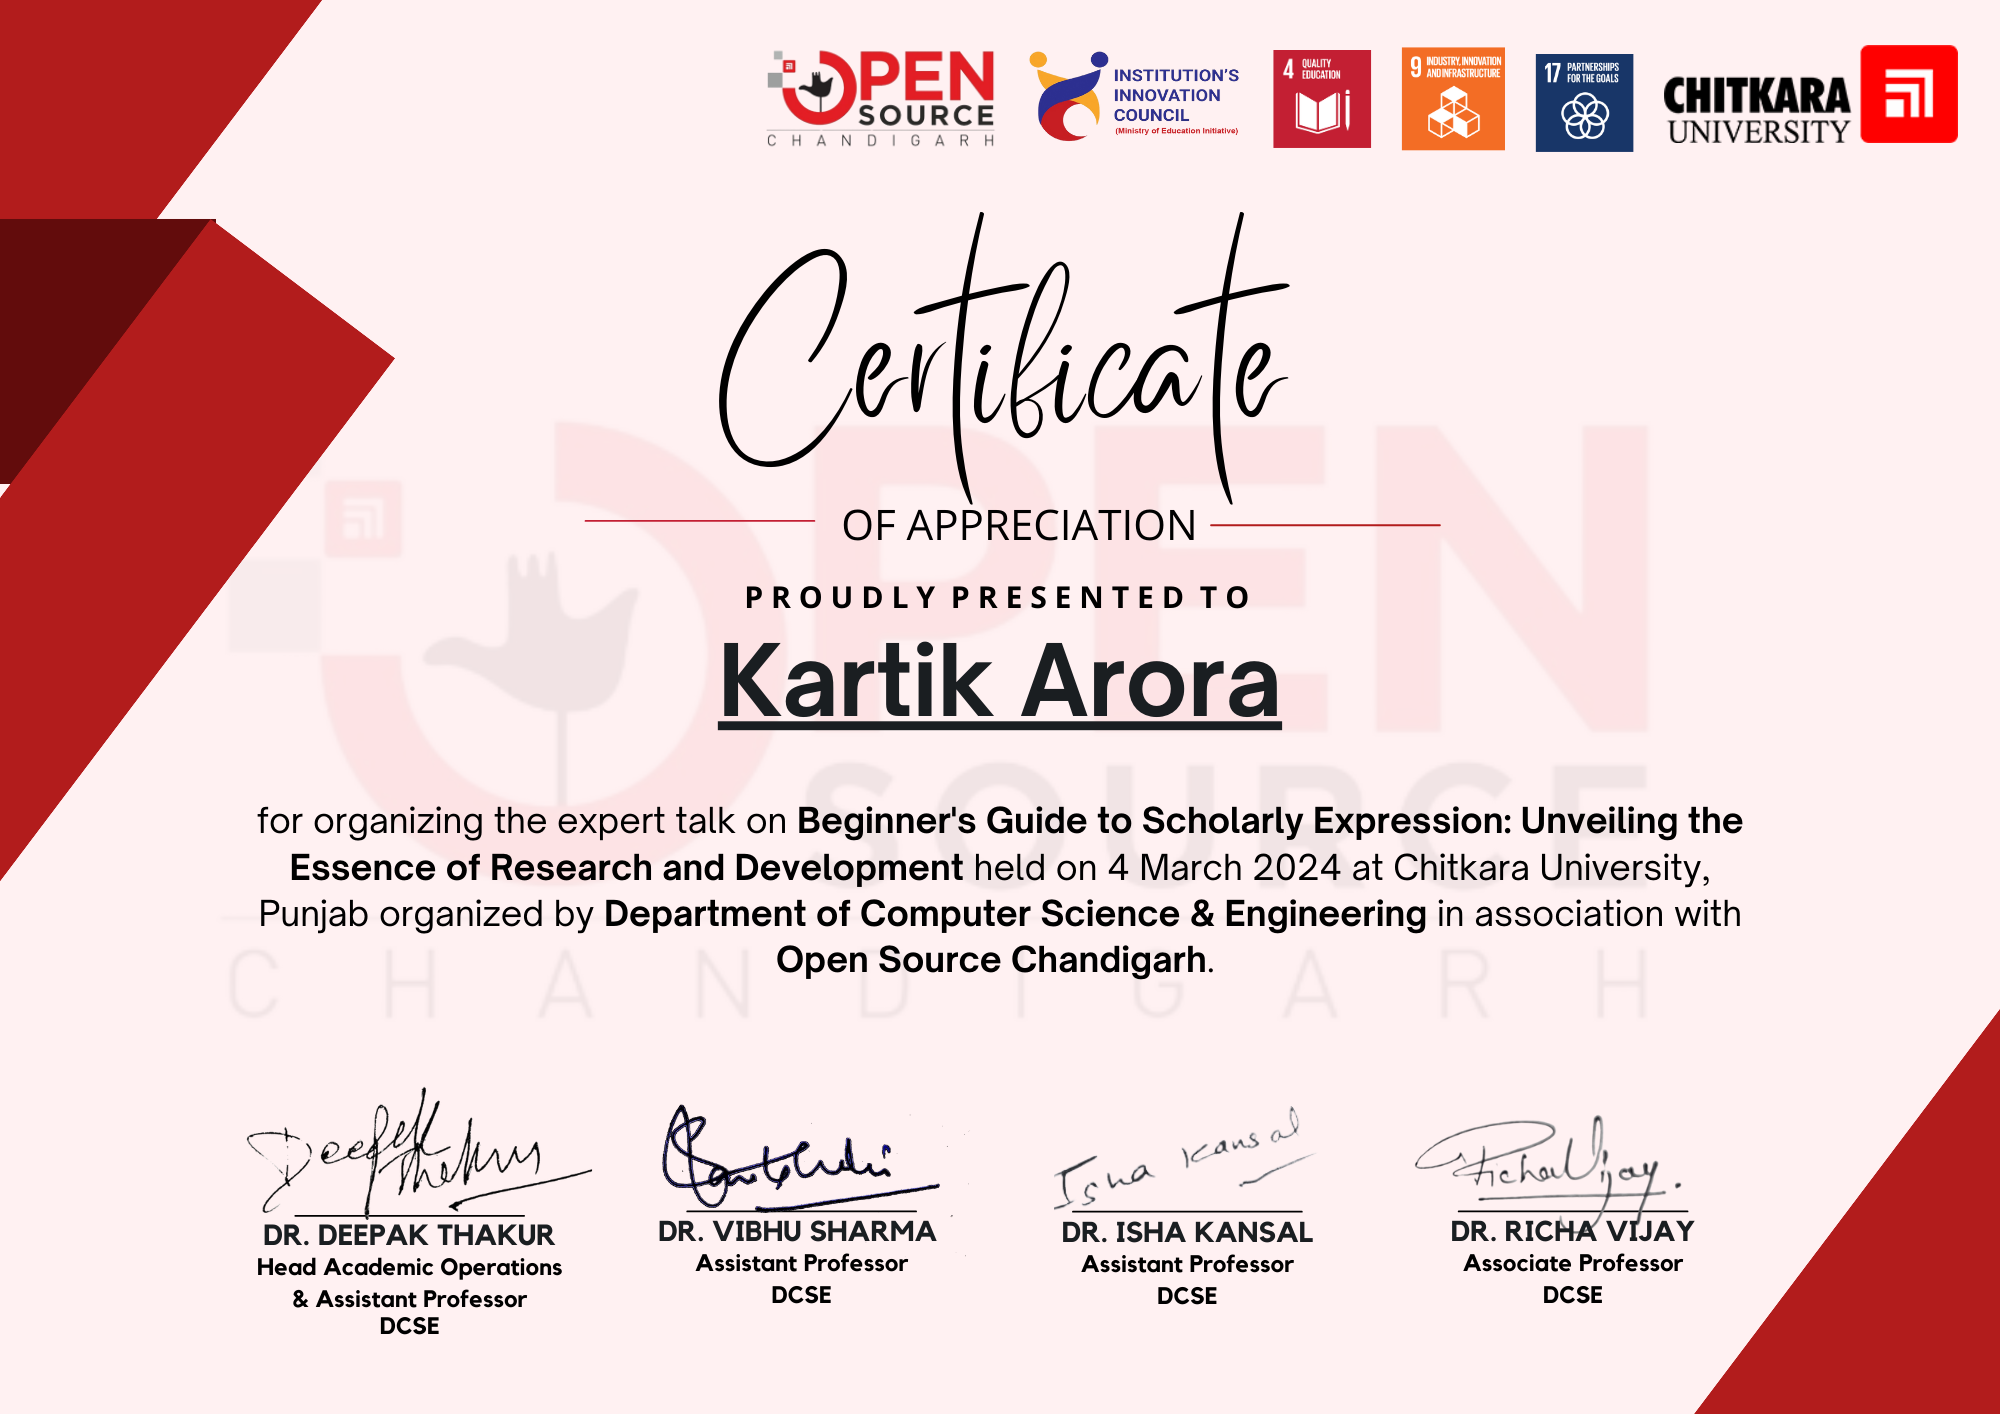 OPEN
SOURCE
CHANDIGARH
INSTITUTION'S
INNOVATION
COUNCIL
(Ministry of Education Initiative)
4 QUALITY
EDUCATION
9 INDUSTRY, INNOVATION
AND INFRASTRUCTURE
17 PARTNERSHIPS
FOR THE GOALS
CHITKARA
UNIVERSITY
Certificate
OF APPRECIATION
PROUDLY PRESENTED TO
Kartik Arora
for organizing the expert talk on Beginner's Guide to Scholarly Expression: Unveiling the
Essence of Research and Development held on 4 March 2024 at Chitkara University,
Punjab organized by Department of Computer Science & Engineering in association with
Open Source Chandigarh.
OPEN
SOURCE
CHANDIGARH
Deepak Thakur
Isha Kansal
Richa Vijay.
DR. DEEPAK THAKUR
Head Academic Operations
& Assistant Professor
DCSE
DR. VIBHU SHARMA
Assistant Professor
DCSE
DR. ISHA KANSAL
Assistant Professor
DCSE
DR. RICHA VIJAY
Associate Professor
DCSE